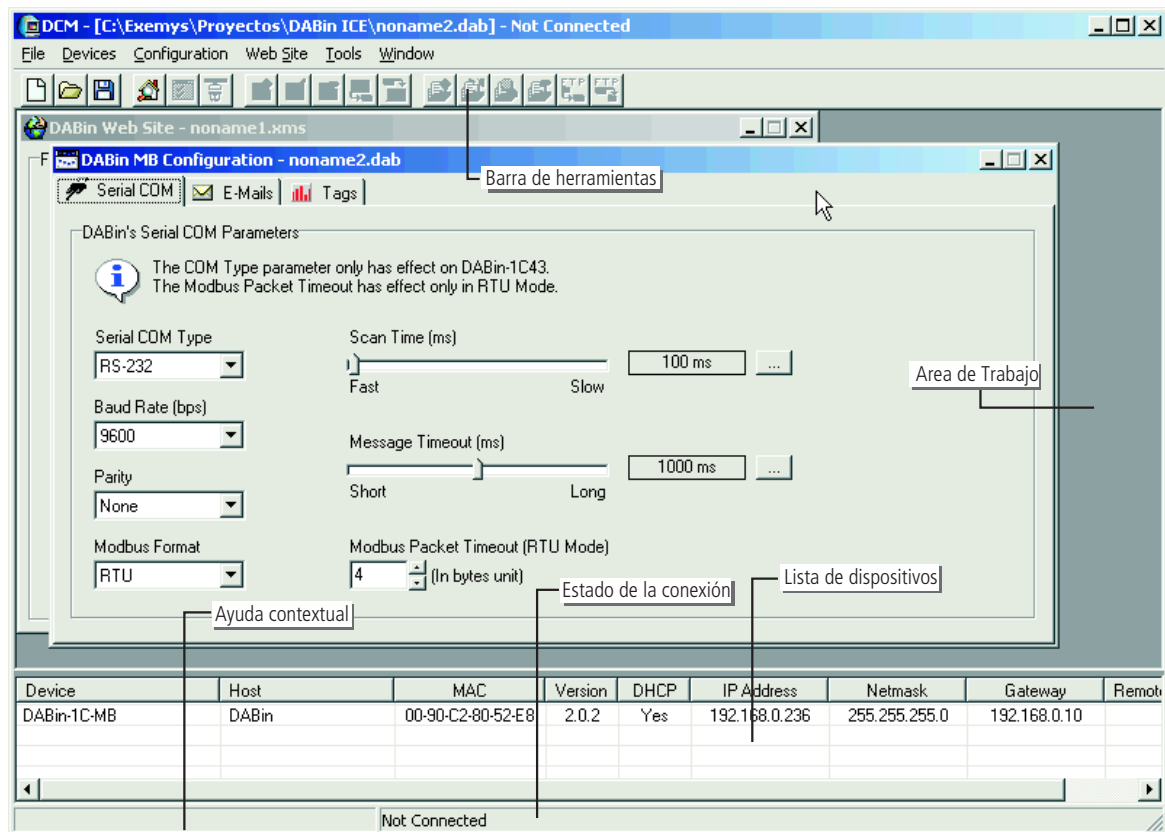 DCM - [C:\Exemys\Proyectos\DABin ICE\noname2.dab] - Not Connected
File Devices Configuration Web Site Tools Window
FTP FTP
DABin Web Site - noname1.xms
F
DABin MB Configuration - noname2.dab
Barra de herramientas
Serial COM E-Mails Tags
DABin's Serial COM Parameters
The COM Type parameter only has effect on DABin-1C43.
The Modbus Packet Timeout has effect only in RTU Mode.
Serial COM Type Scan Time (ms)
RS-232 100 ms ...
Fast Slow
Area de Trabajo
Baud Rate (bps)
9600
Message Timeout (ms)
1000 ms ...
Parity
Short Long
None
Modbus Format Modbus Packet Timeout (RTU Mode)
RTU 4 (In bytes unit)
Lista de dispositivos
Estado de la conexión
Ayuda contextual
Device Host MAC Version DHCP IP Address Netmask Gateway Remot
DABin-1C-MB DABin 00-90-C2-80-52-E8 2.0.2 Yes 192.168.0.236 255.255.255.0 192.168.0.10
Not Connected